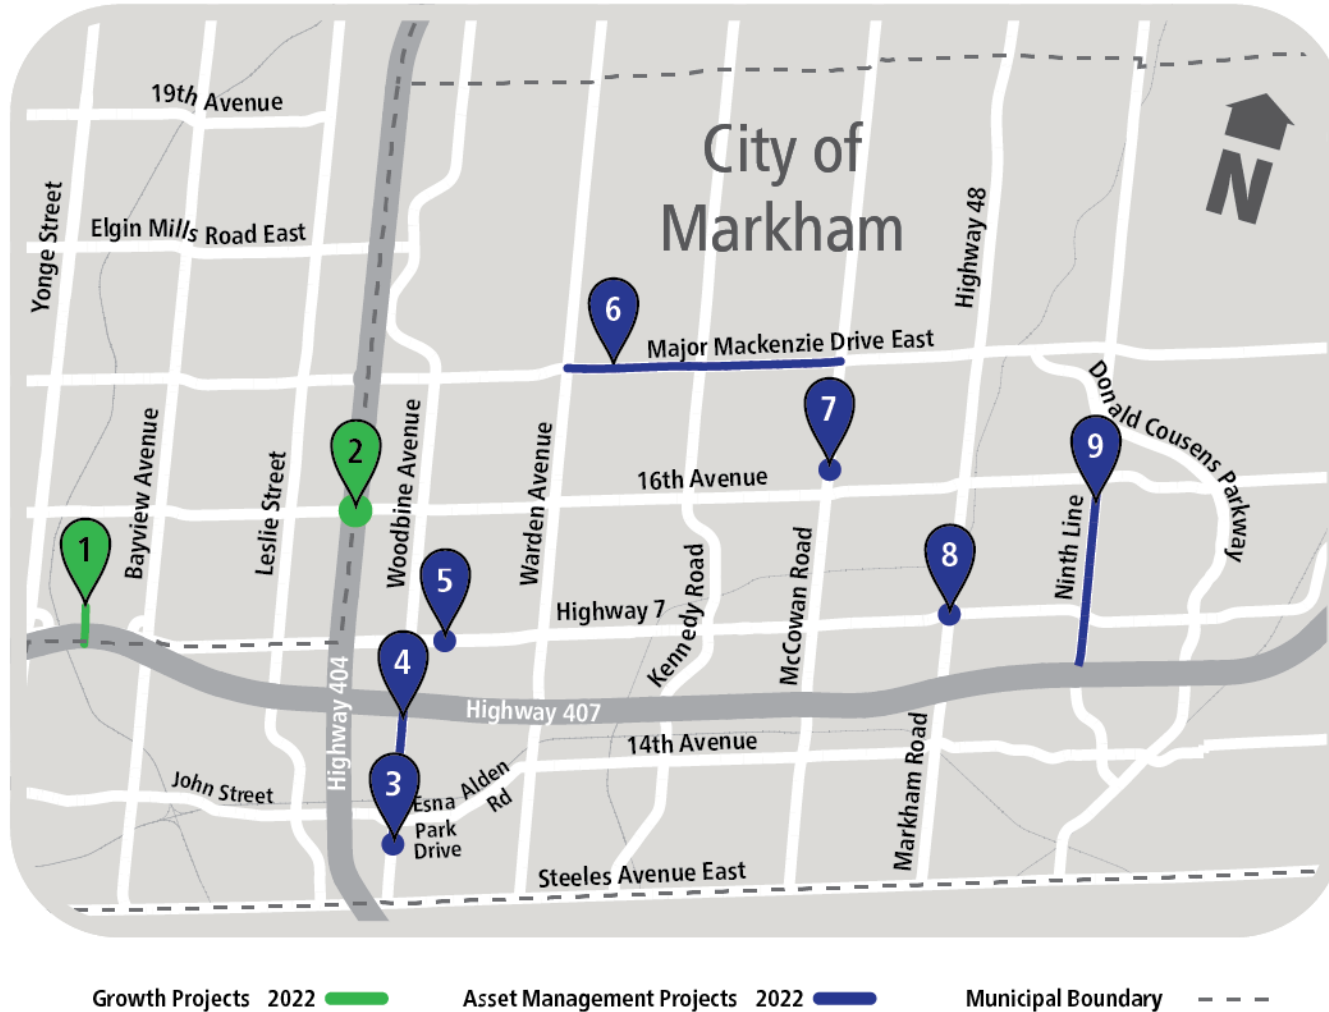 19th Avenue
City of
Markham
N
Yonge Street
Elgin Mills Road East
Highway 48
6
Major Mackenzie Drive East
Donald Cousens Parkway
7
2
9
Bayview Avenue
Leslie Street
Woodbine Avenue
Warden Avenue
16th Avenue
Ninth Line
1
5
8
Kennedy Road
McCowan Road
Highway 7
4
Highway 404
Highway 407
Markham Road
14th Avenue
John Street
3
Esna
Park
Drive
Alden
Rd
Steeles Avenue East
Growth Projects 2022
Asset Management Projects 2022
Municipal Boundary